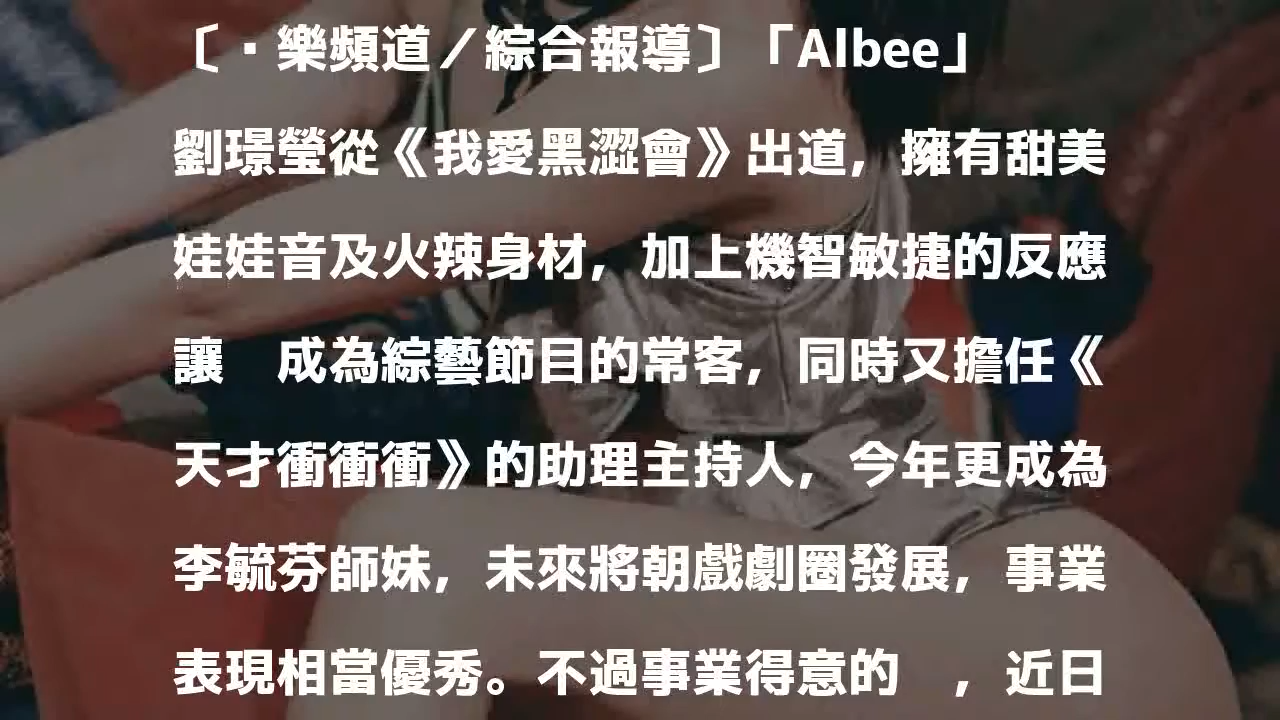 〔▪樂頻道／綜合報導〕「Albee」
劉璟瑩從《我愛黑澀會》出道，擁有甜美
娃娃音及火辣身材，加上機智敏捷的反應
讓　成為綜藝節目的常客，同時又擔任《
天才衝衝衝》的助理主持人，今年更成為
李毓芬師妹，未來將朝戲劇圈發展，事業
表現相當優秀。不過事業得意的　，近日